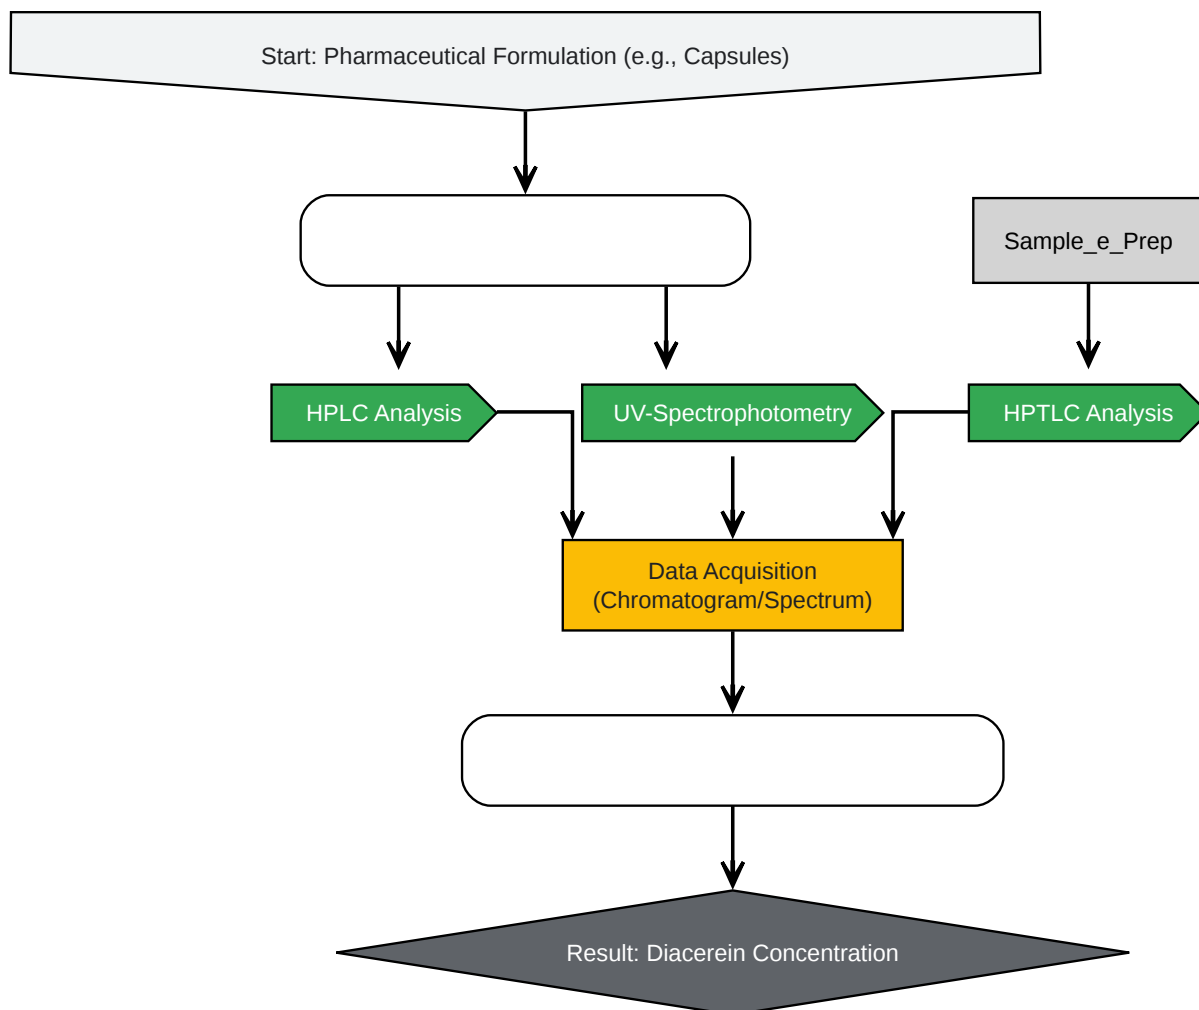 Start: Pharmaceutical Formulation (e.g., Capsules)
Sample_e_Prep
HPLC Analysis
UV-Spectrophotometry
HPTLC Analysis
Data Acquisition
(Chromatogram/Spectrum)
Result: Diacerein Concentration